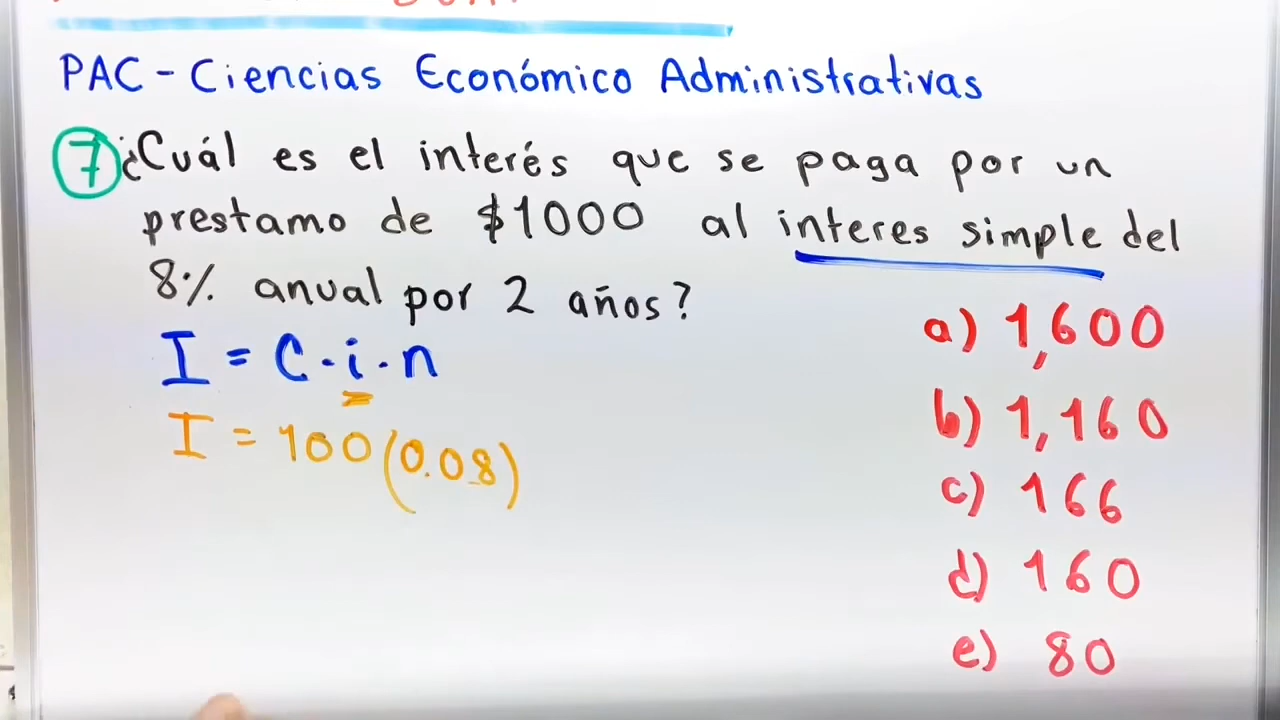 PAC - Ciencias Económico Administrativas
7 ¿Cuál es el interés que se paga por un
prestamo de $1000 al interes simple del
8% anual por 2 años?
I = C · i · n
I = 100 (0.08)
a) 1,600
b) 1,160
c) 166
d) 160
e) 80